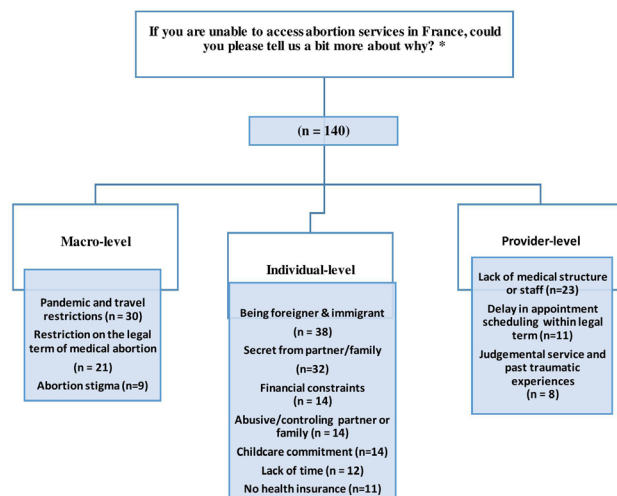 If you are unable to access abortion services in France, could
you please tell us a bit more about why? *
(n = 140)
Macro-level
Pandemic and travel
restrictions (n = 30)
Restriction on the legal
term of medical abortion
(n = 21)
Abortion stigma (n=9)
Individual-level
Being foreigner & immigrant
(n = 38)
Secret from partner/family
(n=32)
Financial constraints
(n = 14)
Abusive/controling partner or
family (n = 14)
Childcare commitment (n=14)
Lack of time (n = 12)
No health insurance (n=11)
Provider-level
Lack of medical structure
or staff (n=23)
Delay in appointment
scheduling within legal
term (n=11)
Judgemental service and
past traumatic
experiences
(n = 8)